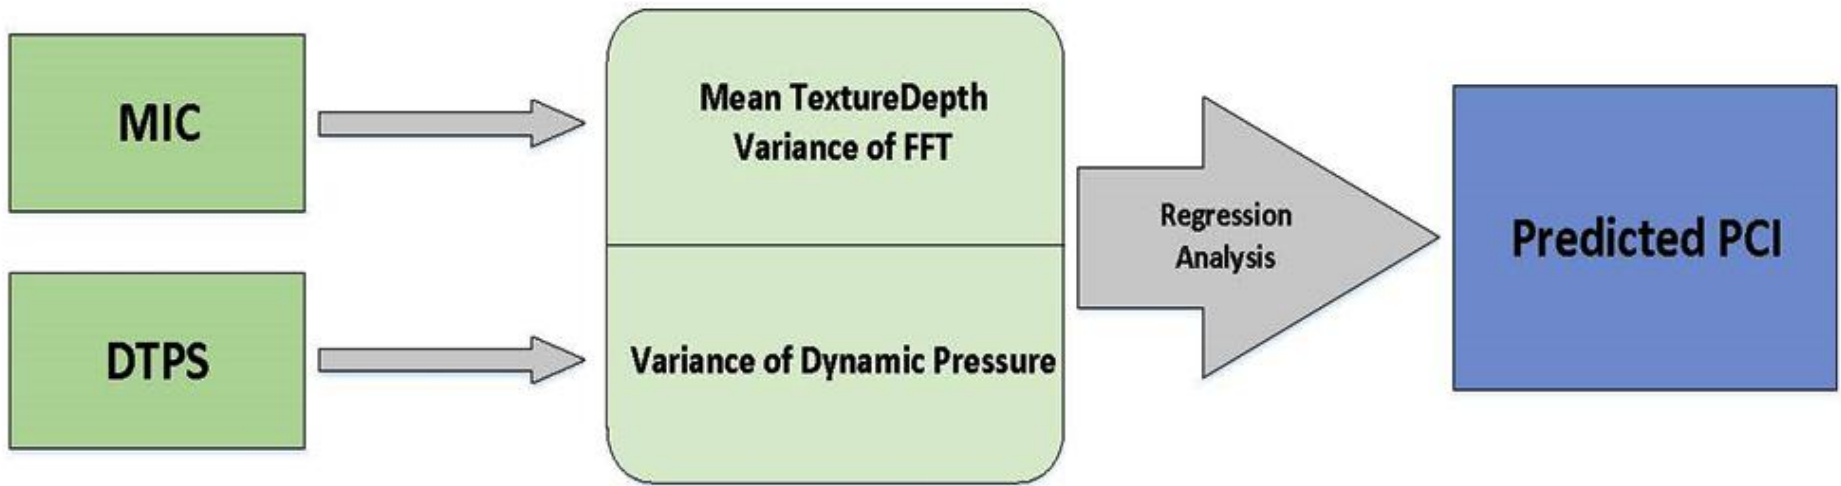 MIC
Mean TextureDepth
Variance of FFT
Regression
Analysis
Predicted PCI
DTPS
Variance of Dynamic Pressure